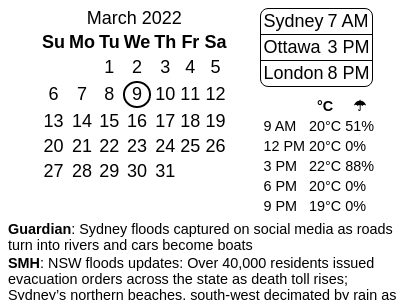 March 2022
Su Mo Tu We Th Fr Sa
1 2 3 4 5
6 7 8 9 10 11 12
13 14 15 16 17 18 19
20 21 22 23 24 25 26
27 28 29 30 31
Sydney 7 AM
Ottawa 3 PM
London 8 PM
°C ☂
9 AM 20°C 51%
12 PM 20°C 0%
3 PM 22°C 88%
6 PM 20°C 0%
9 PM 19°C 0%
Guardian: Sydney floods captured on social media as roads
turn into rivers and cars become boats
SMH: NSW floods updates: Over 40,000 residents issued
evacuation orders across the state as death toll rises;
Sydney's northern beaches, south-west decimated by rain as